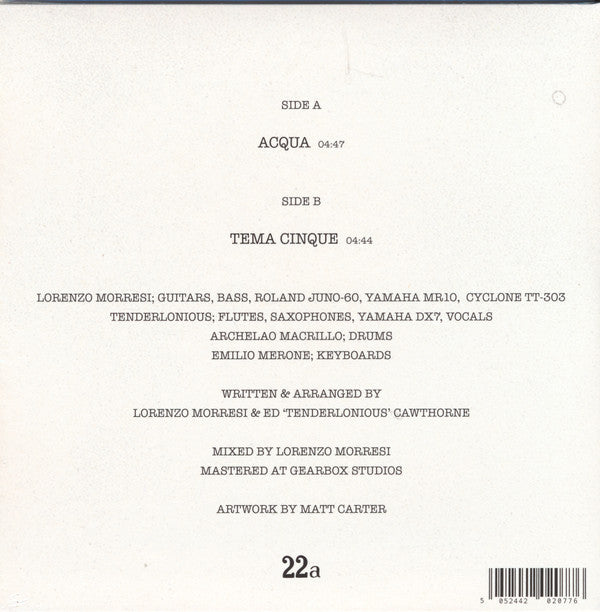 SIDE A
ACQUA 04:47
SIDE B
TEMA CINQUE 04:44
LORENZO MORRESI; GUITARS, BASS, ROLAND JUNO-60, YAMAHA MR10, CYCLONE TT-303
TENDERLONIOUS; FLUTES, SAXOPHONES, YAMAHA DX7, VOCALS
ARCHELAO MACRILLO; DRUMS
EMILIO MERONE; KEYBOARDS
WRITTEN & ARRANGED BY
LORENZO MORRESI & ED ‘TENDERLONIOUS’ CAWTHORNE
MIXED BY LORENZO MORRESI
MASTERED AT GEARBOX STUDIOS
ARTWORK BY MATT CARTER
22a
5 052442 020776